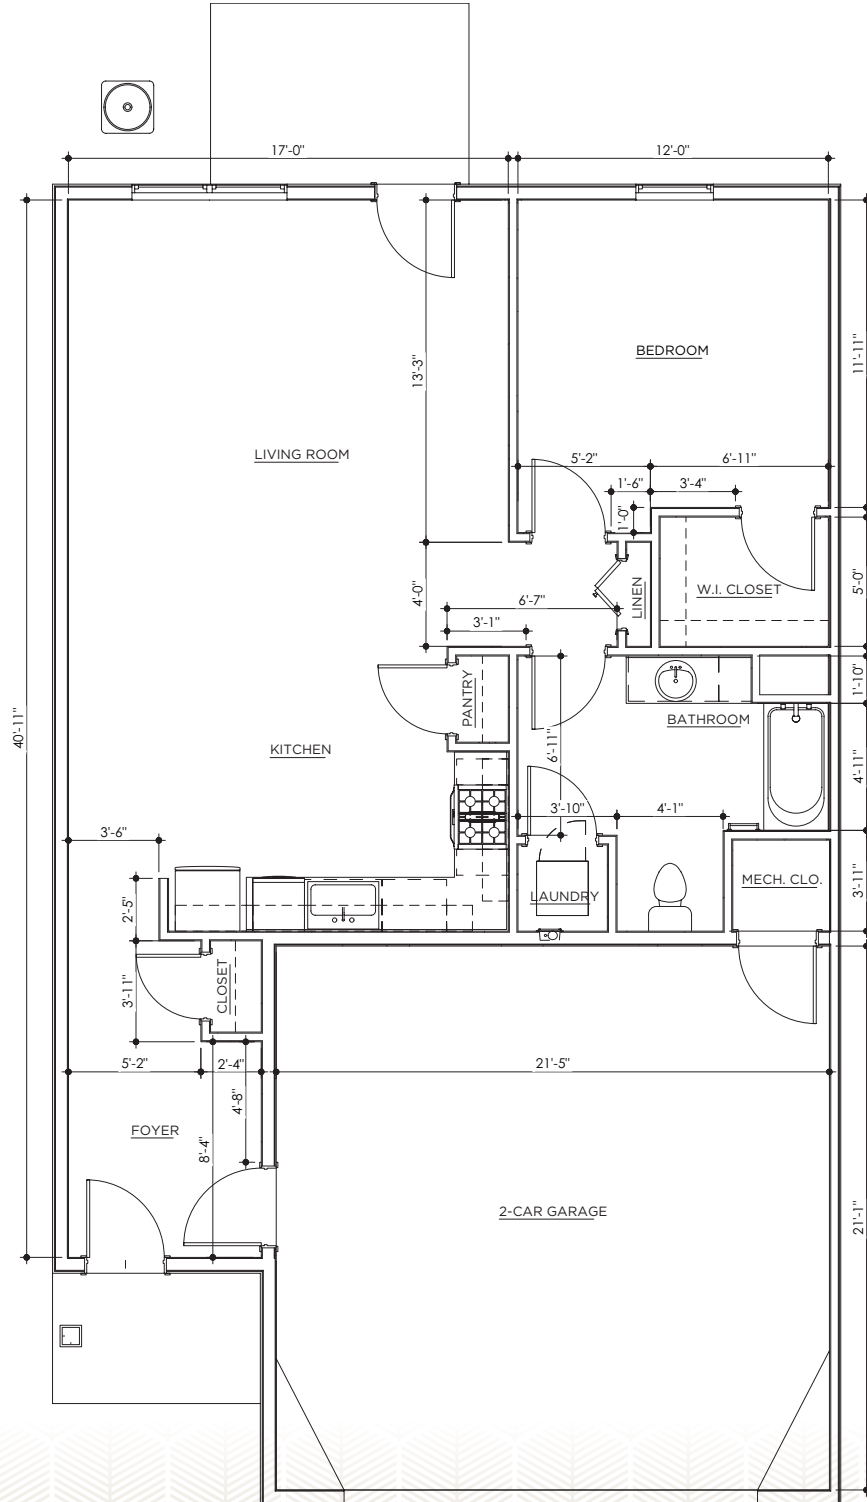 17'-0"
12'-0"
13'-3"
BEDROOM
11'-11"
LIVING ROOM
5'-2"
6'-11"
1'-6"
3'-4"
1'-0"
4'-0"
6'-7"
3'-1"
LINEN
W.I. CLOSET
5'-0"
PANTRY
1'-10"
BATHROOM
40'-11"
KITCHEN
6'-11"
4'-11"
3'-10"
4'-1"
3'-6"
2'-5"
LAUNDRY
MECH. CLO.
3'-11"
3'-11"
CLOSET
5'-2"
2'-4"
21'-5"
4'-8"
FOYER
8'-4"
2-CAR GARAGE
21'-1"